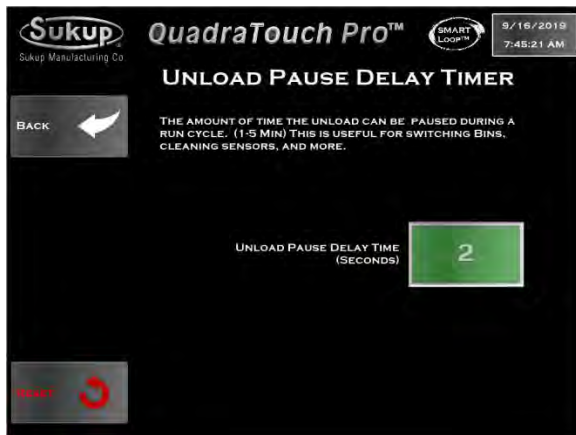 Sukup
Sukup Manufacturing Co
QuadraTouch Pro™
SMART
LOOP™
9/16/2019
7:45:21 AM
UNLOAD PAUSE DELAY TIMER
BACK
THE AMOUNT OF TIME THE UNLOAD CAN BE PAUSED DURING A
RUN CYCLE. (1-5 MIN) THIS IS USEFUL FOR SWITCHING BINS,
CLEANING SENSORS, AND MORE.
UNLOAD PAUSE DELAY TIME
(SECONDS)
2
RESET